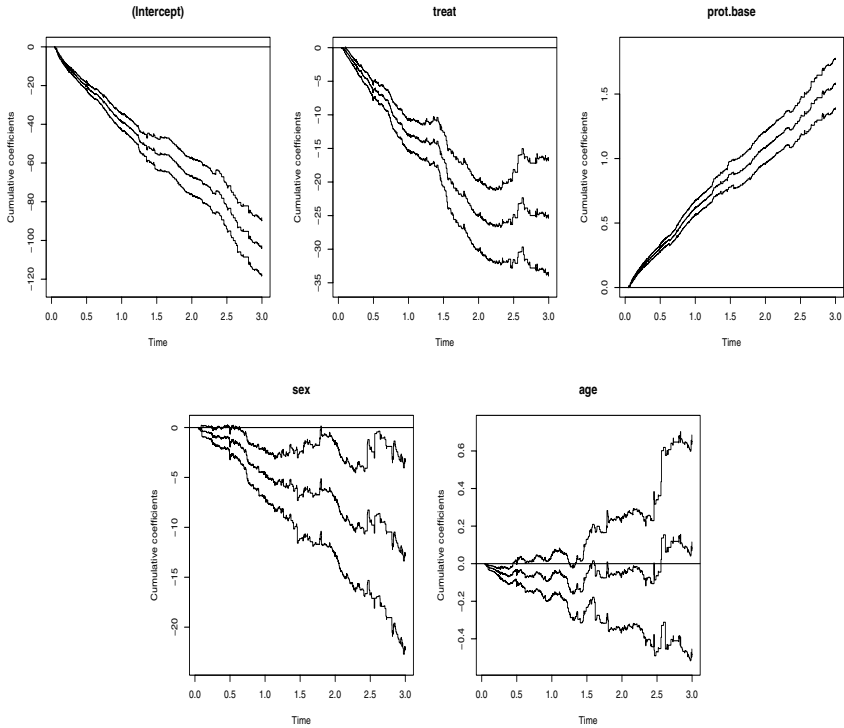 (Intercept)
Cumulative coefficients
0
−20
−40
−60
−80
−100
−120
0.0 0.5 1.0 1.5 2.0 2.5 3.0
Time
treat
Cumulative coefficients
0
−5
−10
−15
−20
−25
−30
−35
0.0 0.5 1.0 1.5 2.0 2.5 3.0
Time
prot.base
Cumulative coefficients
1.5
1.0
0.5
0.0
0.0 0.5 1.0 1.5 2.0 2.5 3.0
Time
sex
Cumulative coefficients
0
−5
−10
−15
−20
0.0 0.5 1.0 1.5 2.0 2.5 3.0
Time
age
Cumulative coefficients
0.6
0.4
0.2
0.0
−0.2
−0.4
0.0 0.5 1.0 1.5 2.0 2.5 3.0
Time